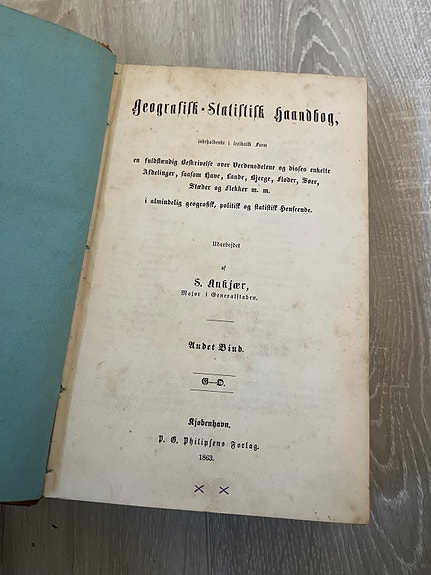 Geografisk-Statistisk Haandbog,
indeholdende i lexikalsk Form
en fuldstændig Beskrivelse over Verdensdelene og disses enkelte
Afdelinger, saasom Have, Lande, Bjerge, Floder, Søer,
Stæder og Flekker m. m.
i almindelig geografisk, politisk og statistisk Henseende.
Udarbejdet
af
S. Ankjær,
Major i Generalstaben.
Andet Bind.
G—O.
Kjøbenhavn.
P. G. Philipsens Forlag.
1863.
x x